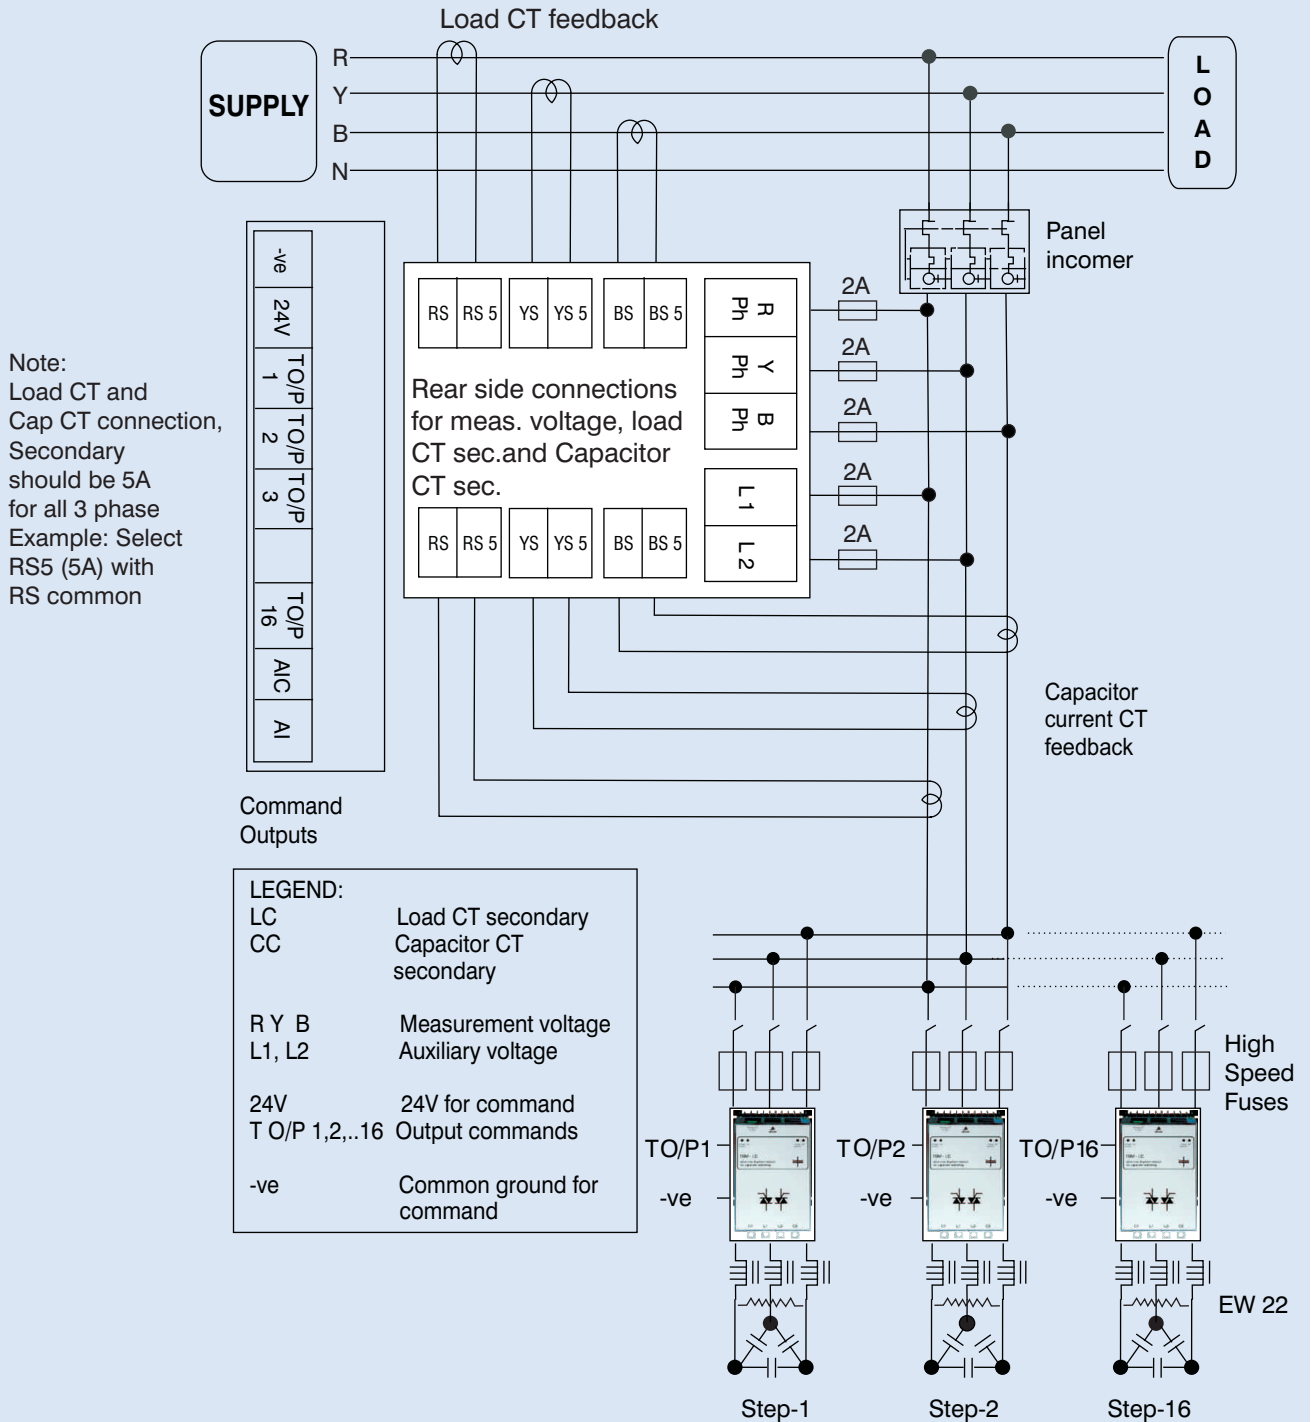 Load CT feedback
SUPPLY
R
Y
B
N
LOAD
Panel
incomer
-ve
24V
TO/P
1
TO/P
2
TO/P
3
TO/P
16
AIC
AI
Command
Outputs
Note:
Load CT and
Cap CT connection,
Secondary
should be 5A
for all 3 phase
Example: Select
RS5 (5A) with
RS common
RS RS 5 YS YS 5 BS BS 5
R
Ph
Y
Ph
B
Ph
L1
L2
2A
2A
2A
2A
2A
Rear side connections
for meas. voltage, load
CT sec.and Capacitor
CT sec.
RS RS 5 YS YS 5 BS BS 5
Capacitor
current CT
feedback
LEGEND:
LC Load CT secondary
CC Capacitor CT
secondary
R Y B Measurement voltage
L1, L2 Auxiliary voltage
24V 24V for command
T O/P 1,2,..16 Output commands
-ve Common ground for
command
High
Speed
Fuses
TO/P1
-ve
TO/P2
-ve
TO/P16
-ve
EW 22
Step-1
Step-2
Step-16